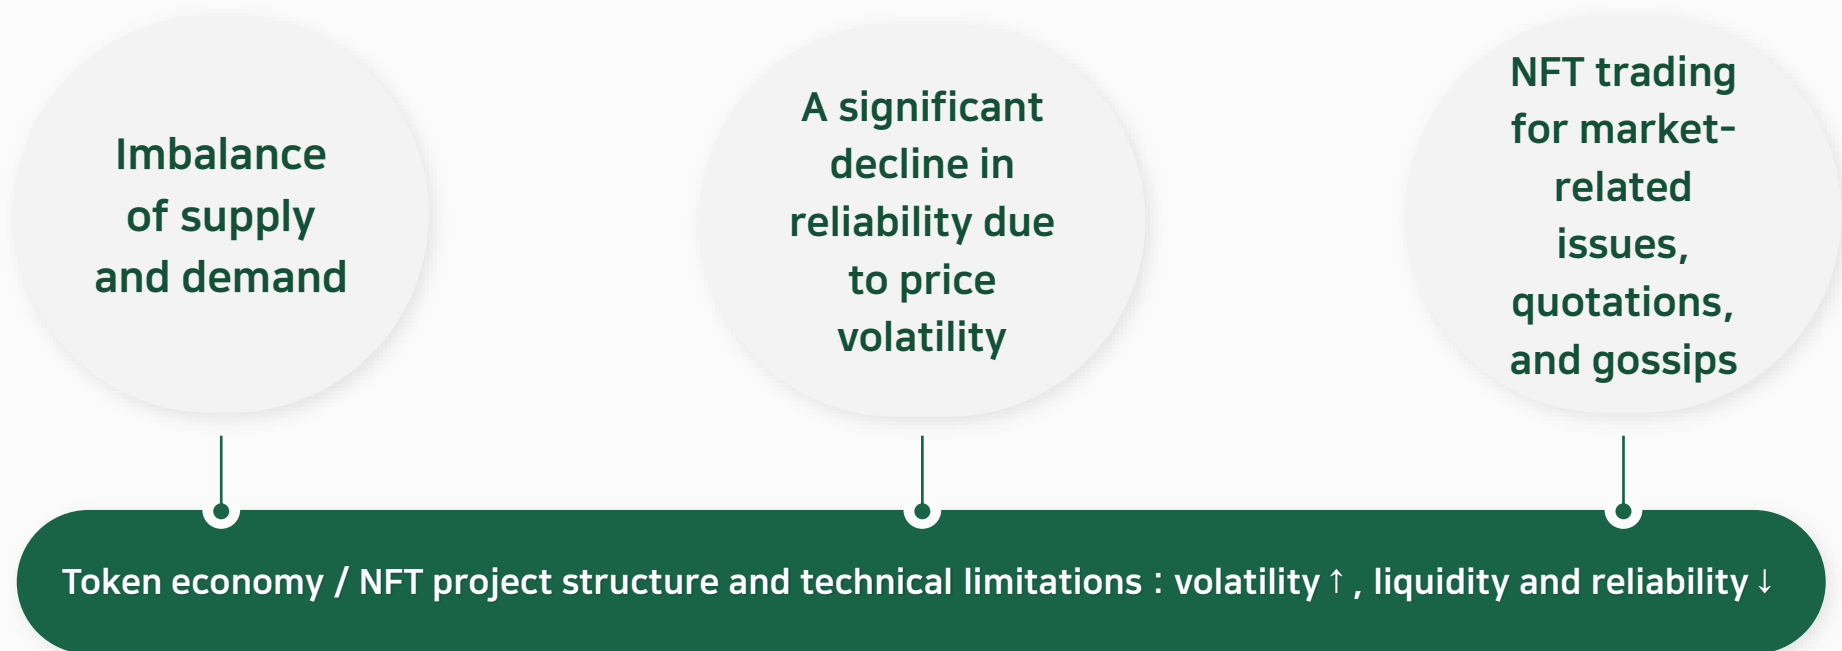 Imbalance
of supply
and demand
A significant
decline in
reliability due
to price
volatility
NFT trading
for market-
related
issues,
quotations,
and gossips
Token economy / NFT project structure and technical limitations : volatility↑, liquidity and reliability↓